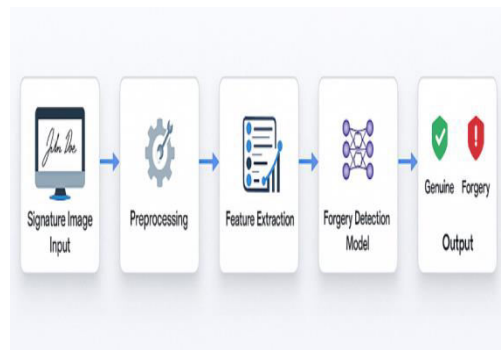 John Doe
Signature Image
Input
Preprocessing
Feature Extraction
Forgery Detection
Model
Genuine Forgery
Output